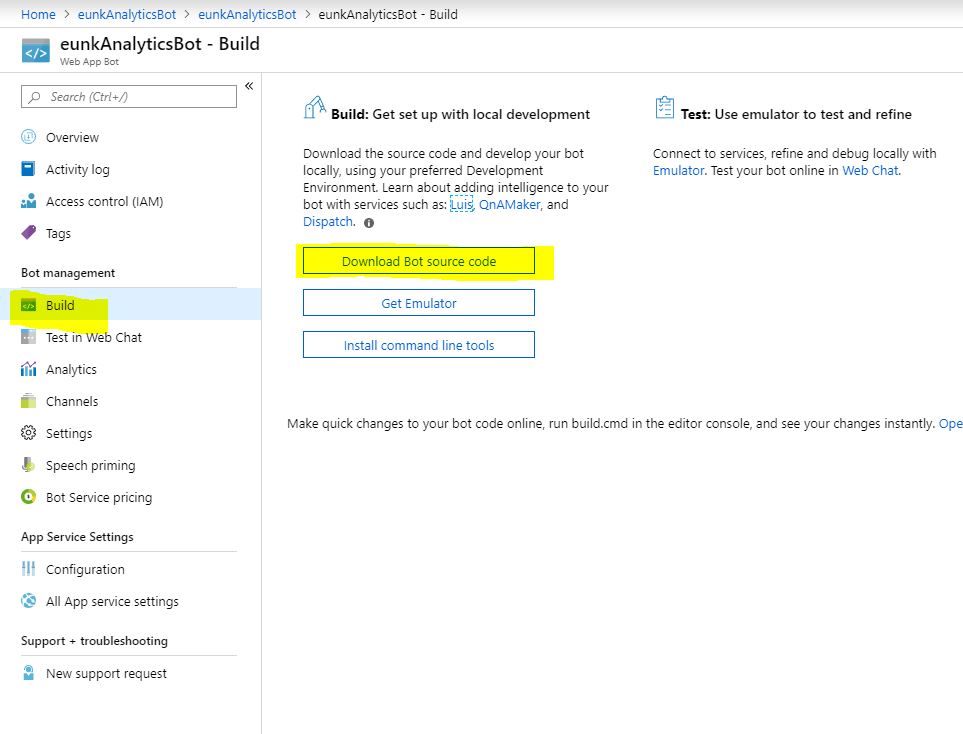 Home > eunkAnalyticsBot > eunkAnalyticsBot > eunkAnalyticsBot - Build
eunkAnalyticsBot - Build
Web App Bot
Search (Ctrl+/)
«
Overview
Activity log
Access control (IAM)
Tags
Bot management
Build
Test in Web Chat
Analytics
Channels
Settings
Speech priming
Bot Service pricing
App Service Settings
Configuration
All App service settings
Support + troubleshooting
New support request
Build: Get set up with local development
Download the source code and develop your bot
locally, using your preferred Development
Environment. Learn about adding intelligence to your
bot with services such as: Luis, QnAMaker, and
Dispatch.
Download Bot source code
Get Emulator
Install command line tools
Test: Use emulator to test and refine
Connect to services, refine and debug locally with
Emulator. Test your bot online in Web Chat.
Make quick changes to your bot code online, run build.cmd in the editor console, and see your changes instantly. Ope